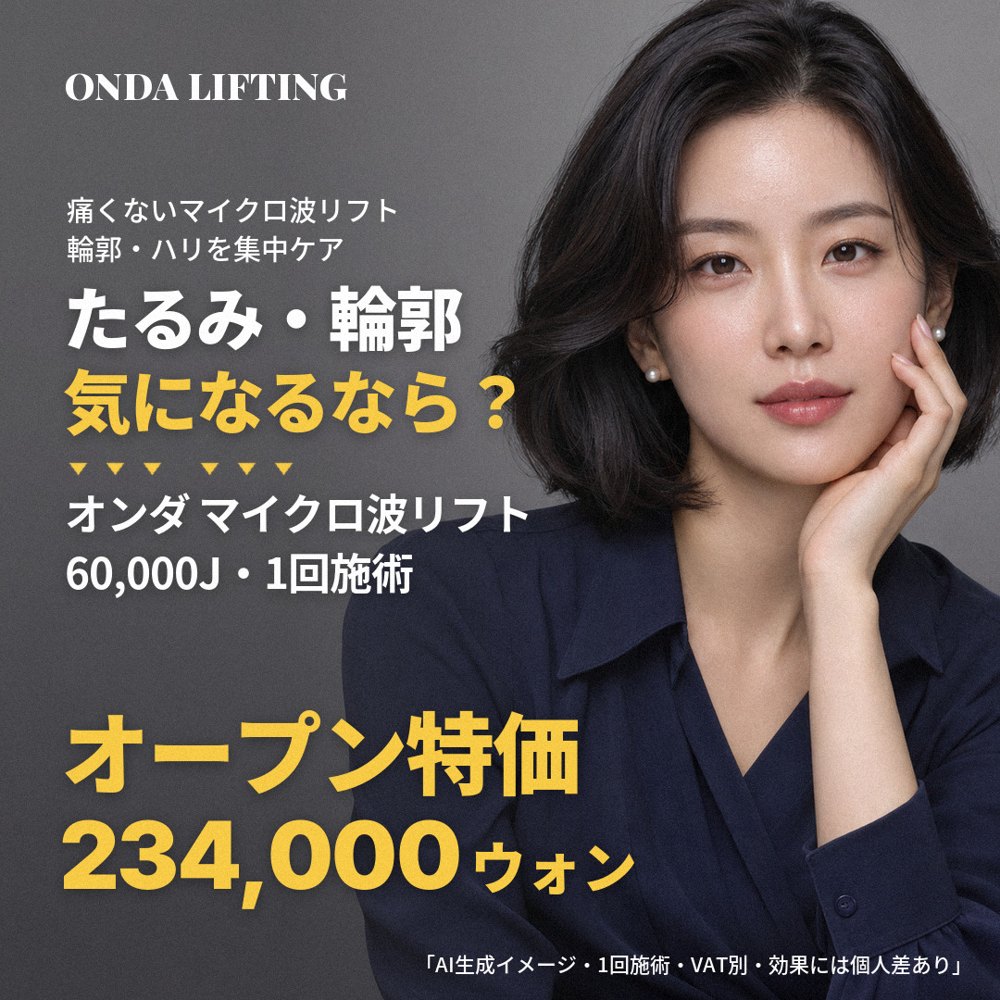 ONDA LIFTING
痛くないマイクロ波リフト
輪郭・ハリを集中ケア
たるみ・輪郭
気になるなら？
▼ ▼ ▼ ▼ ▼ ▼
オンダ マイクロ波リフト
60,000J・1回施術
オープン特価
234,000 ウォン
「AI生成イメージ・1回施術・VAT別・効果には個人差あり」